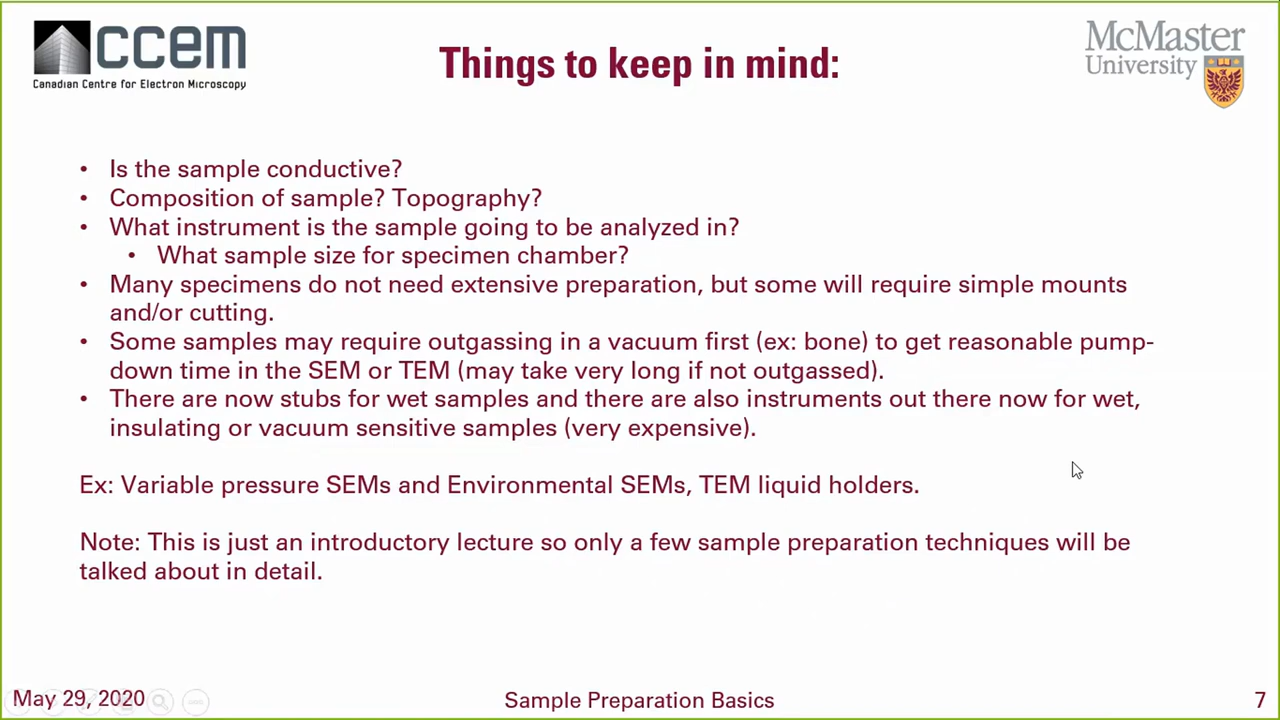 ccem
Canadian Centre for Electron Microscopy
Things to keep in mind:
McMaster
University
• Is the sample conductive?
• Composition of sample? Topography?
• What instrument is the sample going to be analyzed in?
• What sample size for specimen chamber?
• Many specimens do not need extensive preparation, but some will require simple mounts
and/or cutting.
• Some samples may require outgassing in a vacuum first (ex: bone) to get reasonable pump-
down time in the SEM or TEM (may take very long if not outgassed).
• There are now stubs for wet samples and there are also instruments out there now for wet,
insulating or vacuum sensitive samples (very expensive).
Ex: Variable pressure SEMs and Environmental SEMs, TEM liquid holders.
Note: This is just an introductory lecture so only a few sample preparation techniques will be
talked about in detail.
May 29, 2020
Sample Preparation Basics
7